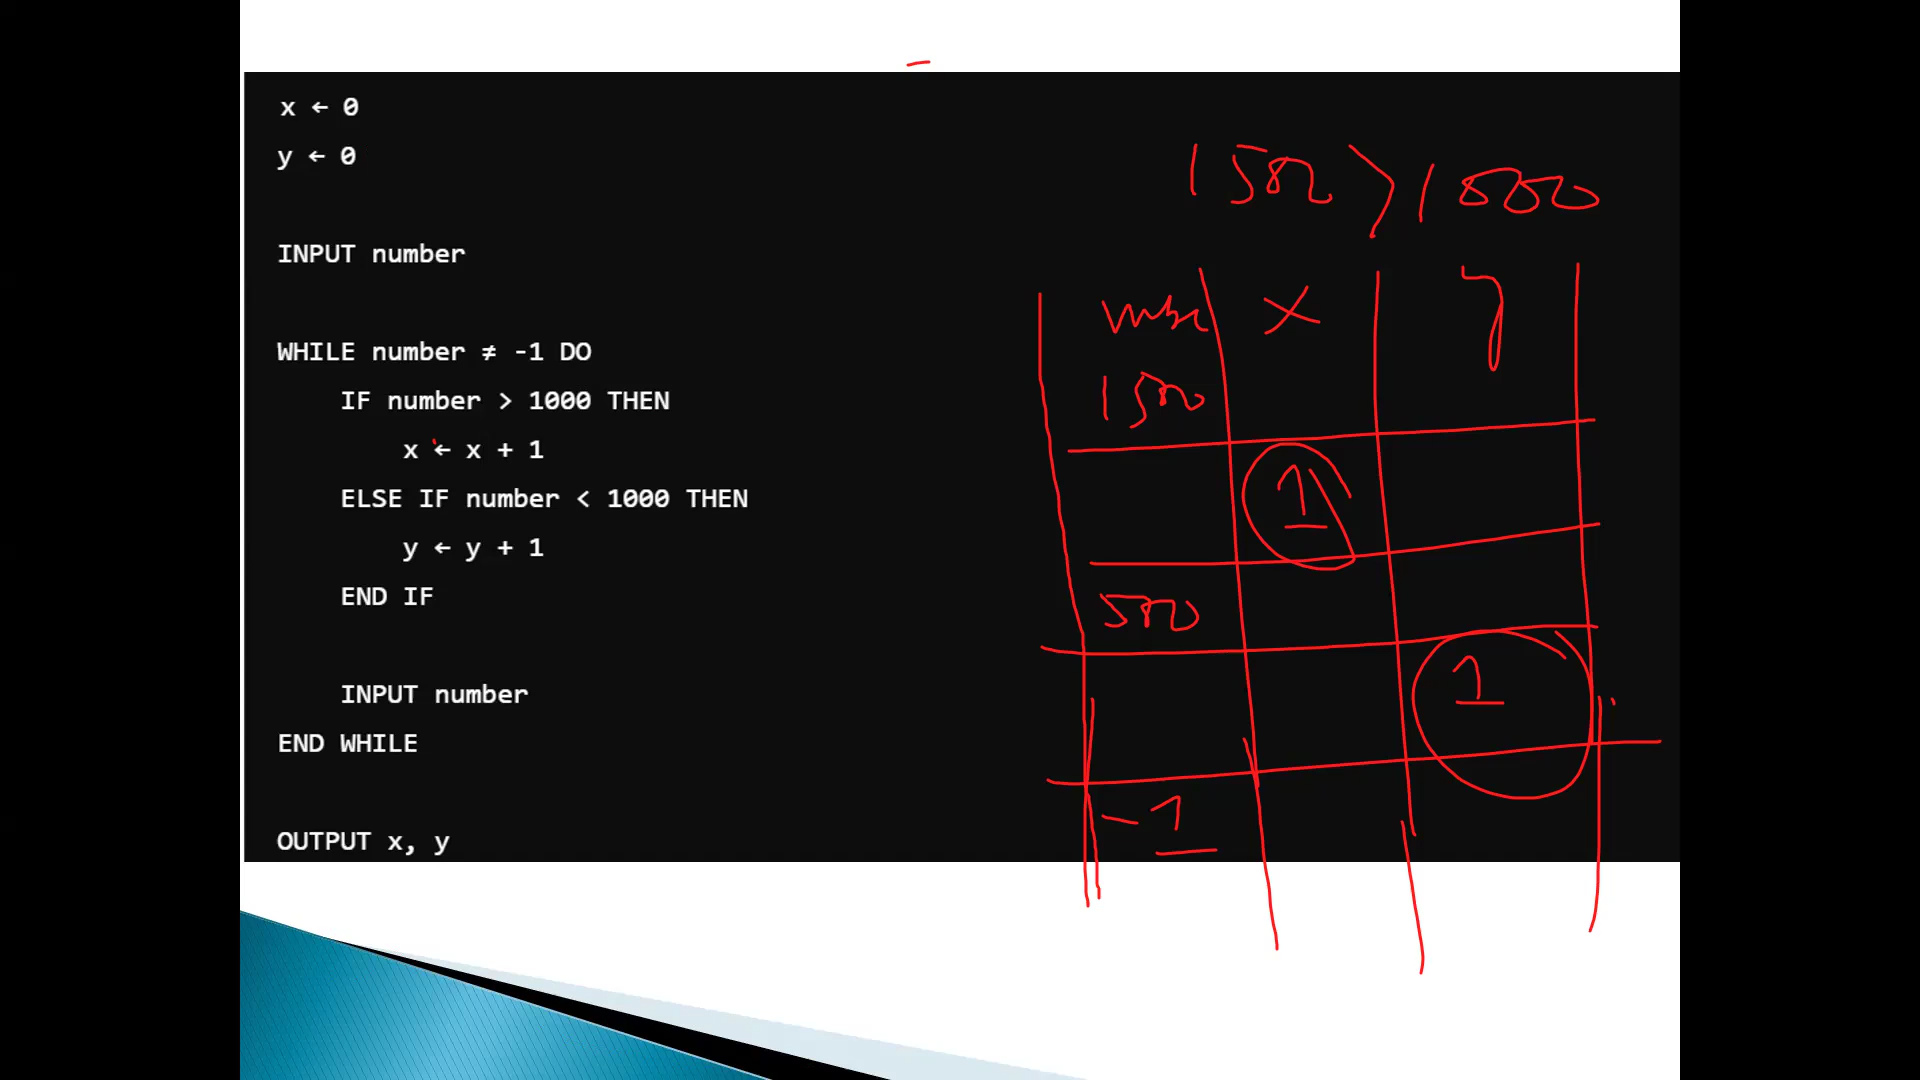 x ← 0
y ← 0
INPUT number
WHILE number ≠ -1 DO
IF number > 1000 THEN
x ← x + 1
ELSE IF number < 1000 THEN
y ← y + 1
END IF
INPUT number
END WHILE
OUTPUT x, y
1500 > 1000
x y
1500
1
500
1
-1